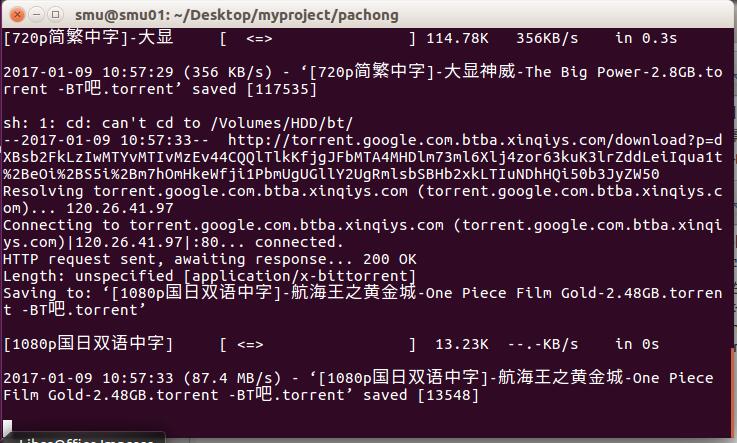 smu@smu01: ~/Desktop/myproject/pachong
[720p简繁中字]-大显     [  <=>                ] 114.78K   356KB/s    in 0.3s
2017-01-09 10:57:29 (356 KB/s) - ‘[720p简繁中字]-大显神威-The Big Power-2.8GB.to
rrent -BT吧.torrent’ saved [117535]
sh: 1: cd: can't cd to /Volumes/HDD/bt/
--2017-01-09 10:57:33--  http://torrent.google.com.btba.xinqiys.com/download?p=d
XBsb2FkLzIwMTYvMTIvMzEv44CQQlTlkKfjgJFbMTA4MHDlm73ml6Xlj4zor63kuK3lrZddLeiIqua1t
%2BeOi%2BS5i%2Bm7hOmHkeWfji1PbmUgUGllY2UgRmlsbSBHb2xkLTIuNDhHQi50b3JyZW50
Resolving torrent.google.com.btba.xinqiys.com (torrent.google.com.btba.xinqiys.c
om)... 120.26.41.97
Connecting to torrent.google.com.btba.xinqiys.com (torrent.google.com.btba.xinqi
ys.com)|120.26.41.97|:80... connected.
HTTP request sent, awaiting response... 200 OK
Length: unspecified [application/x-bittorrent]
Saving to: ‘[1080p国日双语中字]-航海王之黄金城-One Piece Film Gold-2.48GB.torren
t -BT吧.torrent’
[1080p国日双语中字]     [ <=>                 ]  13.23K  --.-KB/s    in 0s
2017-01-09 10:57:33 (87.4 MB/s) - ‘[1080p国日双语中字]-航海王之黄金城-One Piece
Film Gold-2.48GB.torrent -BT吧.torrent’ saved [13548]